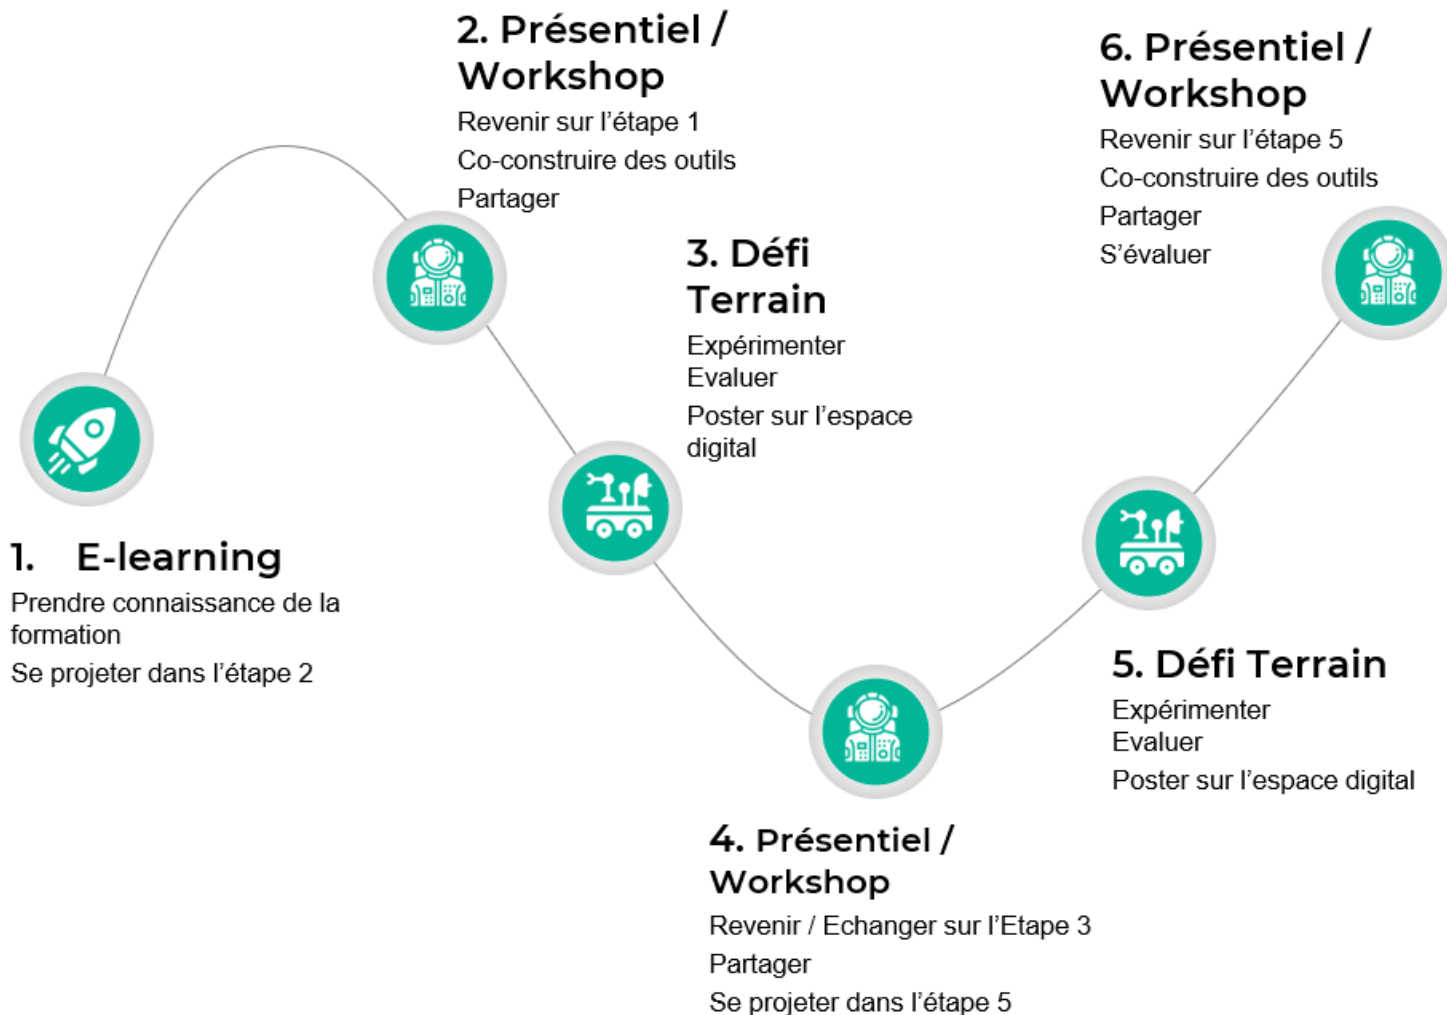 1. E-learning
Prendre connaissance de la
formation
Se projeter dans l’étape 2
2. Présentiel /
Workshop
Revenir sur l’étape 1
Co-construire des outils
Partager
3. Défi
Terrain
Expérimenter
Evaluer
Poster sur l’espace
digital
4. Présentiel /
Workshop
Revenir / Echanger sur l’Etape 3
Partager
Se projeter dans l’étape 5
5. Défi Terrain
Expérimenter
Evaluer
Poster sur l’espace digital
6. Présentiel /
Workshop
Revenir sur l’étape 5
Co-construire des outils
Partager
S’évaluer